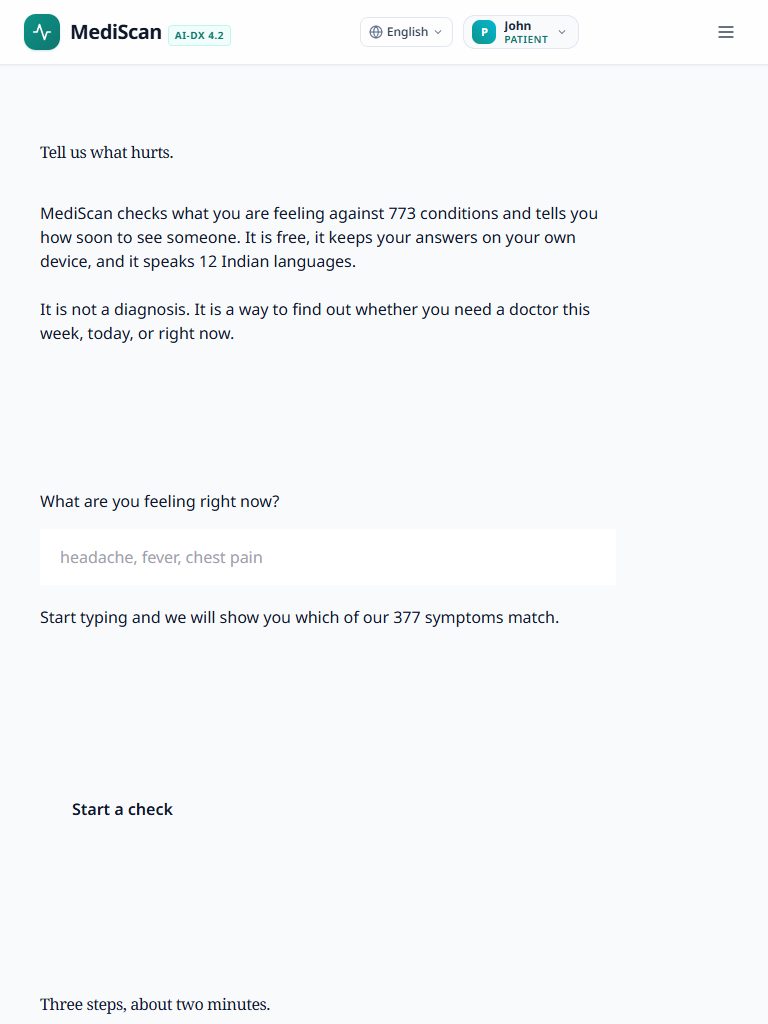 MediScan AI-DX 4.2
English
P
John
PATIENT
Tell us what hurts.
MediScan checks what you are feeling against 773 conditions and tells you
how soon to see someone. It is free, it keeps your answers on your own
device, and it speaks 12 Indian languages.
It is not a diagnosis. It is a way to find out whether you need a doctor this
week, today, or right now.
What are you feeling right now?
headache, fever, chest pain
Start typing and we will show you which of our 377 symptoms match.
Start a check
Three steps, about two minutes.